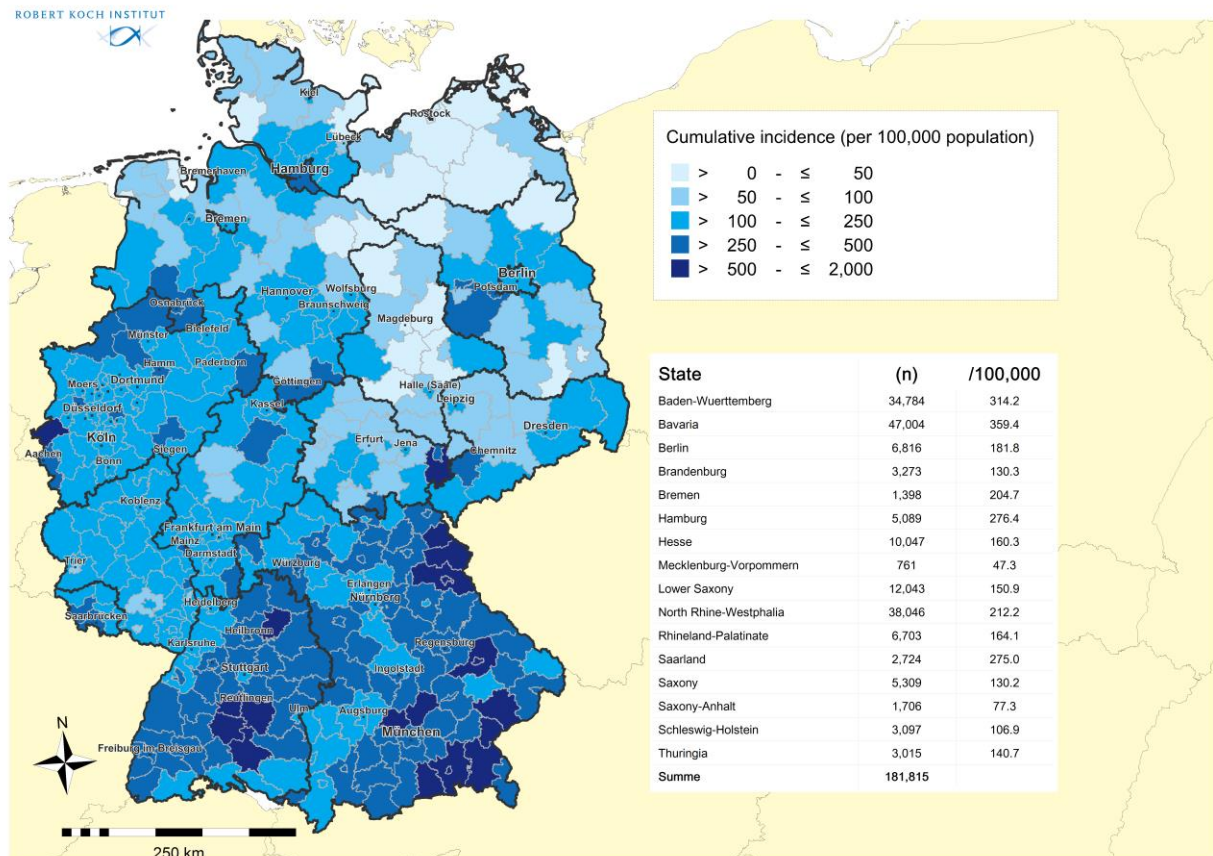 ROBERT KOCH INSTITUT
Kiel
Rostock
Lübeck
Hamburg
Bremerhaven
Bremen
Berlin
Potsdam
Wolfsburg
Hannover
Braunschweig
Osnabrück
Magdeburg
Münster
Bielefeld
Hamm
Paderborn
Göttingen
Halle (Saale)
Leipzig
Moers
Dortmund
Düsseldorf
Kassel
Dresden
Köln
Erfurt
Jena
Chemnitz
Aachen
Siegen
Bonn
Koblenz
Frankfurt am Main
Mainz
Darmstadt
Würzburg
Trier
Erlangen
Nürnberg
Heidelberg
Saarbrücken
Heilbronn
Karlsruhe
Regensburg
Stuttgart
Ingolstadt
Reutlingen
Ulm
Augsburg
München
Freiburg im Breisgau
N
250 km
Cumulative incidence (per 100,000 population)
> 0 - ≤ 50
> 50 - ≤ 100
> 100 - ≤ 250
> 250 - ≤ 500
> 500 - ≤ 2,000
State (n) /100,000
Baden-Wuerttemberg 34,784 314.2
Bavaria 47,004 359.4
Berlin 6,816 181.8
Brandenburg 3,273 130.3
Bremen 1,398 204.7
Hamburg 5,089 276.4
Hesse 10,047 160.3
Mecklenburg-Vorpommern 761 47.3
Lower Saxony 12,043 150.9
North Rhine-Westphalia 38,046 212.2
Rhineland-Palatinate 6,703 164.1
Saarland 2,724 275.0
Saxony 5,309 130.2
Saxony-Anhalt 1,706 77.3
Schleswig-Holstein 3,097 106.9
Thuringia 3,015 140.7
Summe 181,815